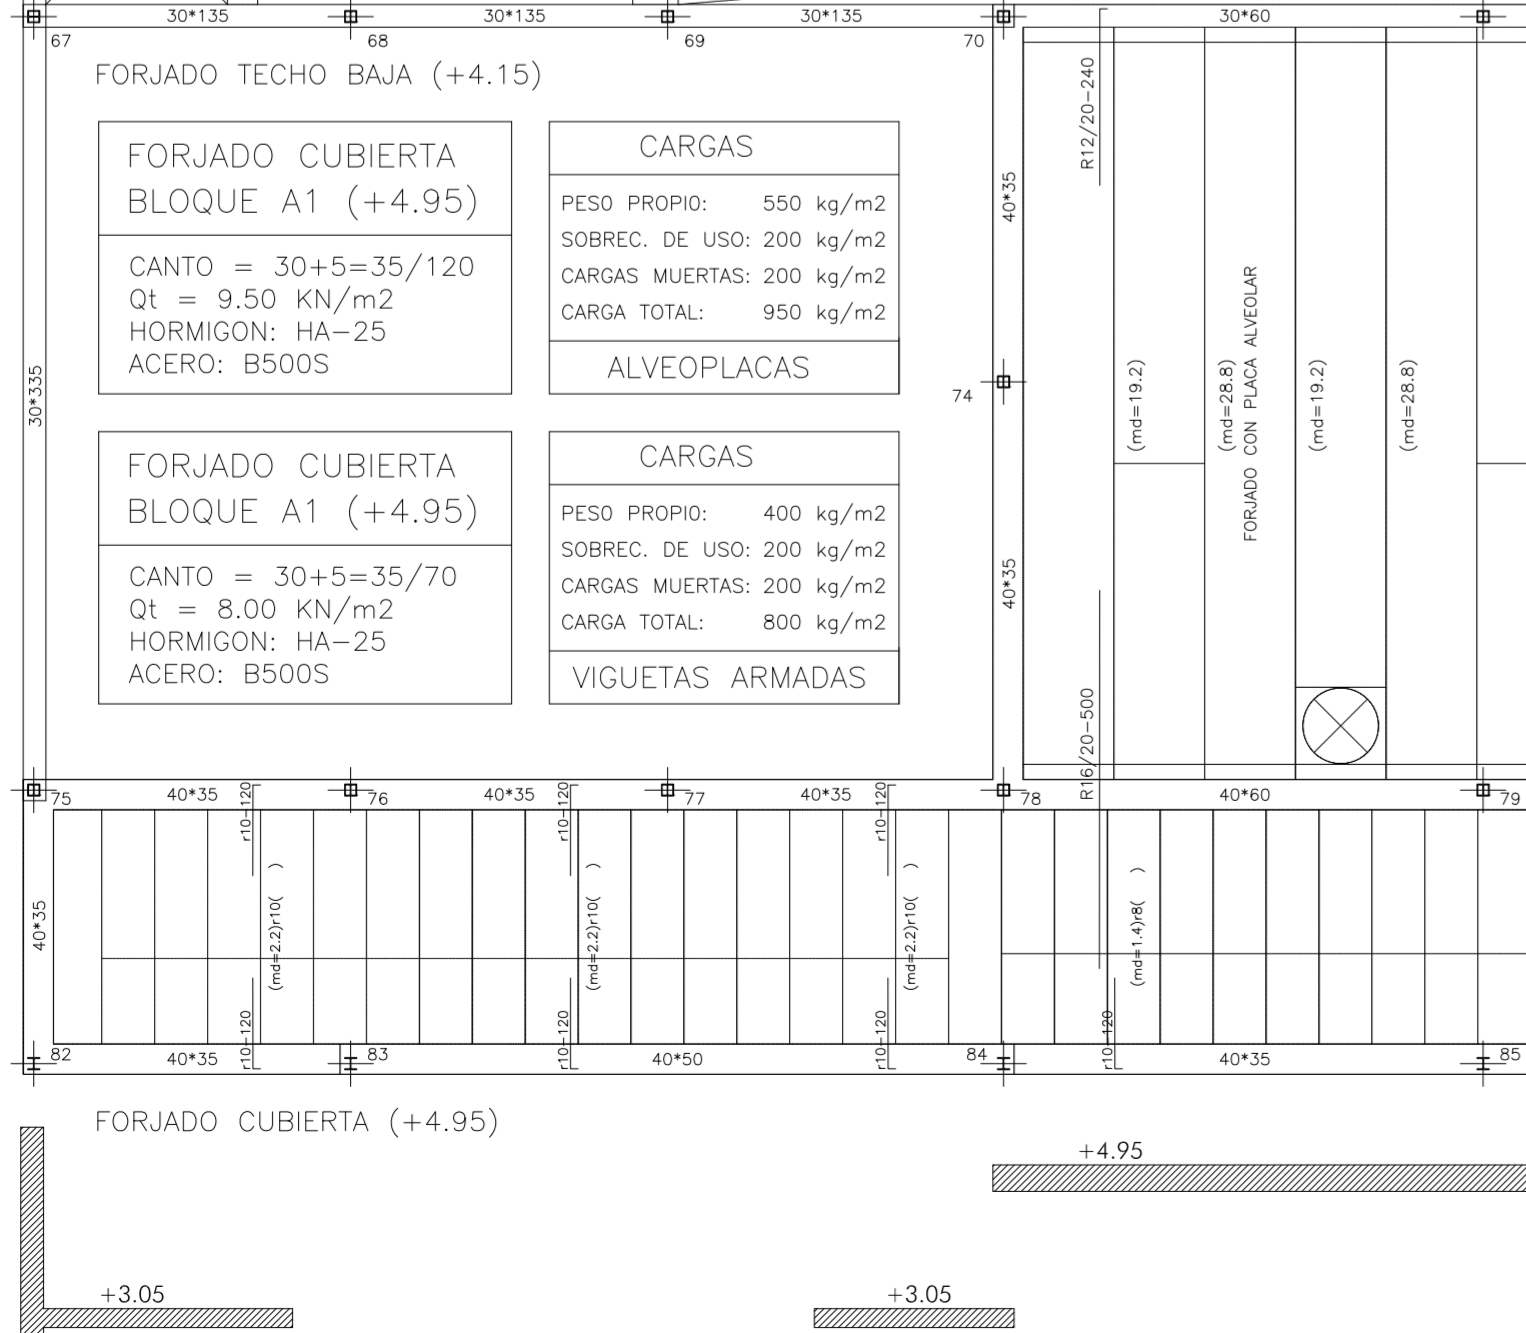 30*135
30*135
30*135
30*60
67
68
69
70
FORJADO TECHO BAJA (+4.15)
FORJADO CUBIERTA
BLOQUE A1 (+4.95)
CANTO = 30+5=35/120
Qt = 9.50 KN/m2
HORMIGON: HA-25
ACERO: B500S
CARGAS
PESO PROPIO: 550 kg/m2
SOBREC. DE USO: 200 kg/m2
CARGAS MUERTAS: 200 kg/m2
CARGA TOTAL: 950 kg/m2
ALVEOPLACAS
R12/20-240
40*35
30*335
74
(md=19.2)
(md=28.8)
FORJADO CON PLACA ALVEOLAR
(md=19.2)
(md=28.8)
FORJADO CUBIERTA
BLOQUE A1 (+4.95)
CANTO = 30+5=35/70
Qt = 8.00 KN/m2
HORMIGON: HA-25
ACERO: B500S
CARGAS
PESO PROPIO: 400 kg/m2
SOBREC. DE USO: 200 kg/m2
CARGAS MUERTAS: 200 kg/m2
CARGA TOTAL: 800 kg/m2
VIGUETAS ARMADAS
40*35
R16/20-500
75
40*35
76
40*35
77
40*35
78
40*60
79
r10-120
r10-120
r10-120
40*35
(md=2.2)r10( )
(md=2.2)r10( )
(md=2.2)r10( )
(md=1.4)r8( )
r10-120
r10-120
r10-120
r10-120
82
40*35
83
40*50
84
40*35
85
FORJADO CUBIERTA (+4.95)
+4.95
+3.05
+3.05